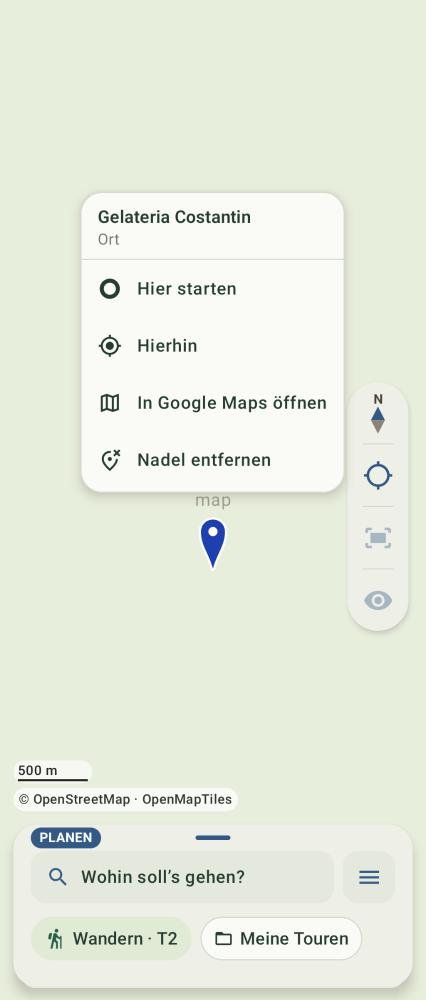 Gelateria Costantin
Ort
Hier starten
Hierhin
In Google Maps öffnen
Nadel entfernen
map
N
500 m
© OpenStreetMap · OpenMapTiles
PLANEN
Wohin soll’s gehen?
Wandern · T2
Meine Touren